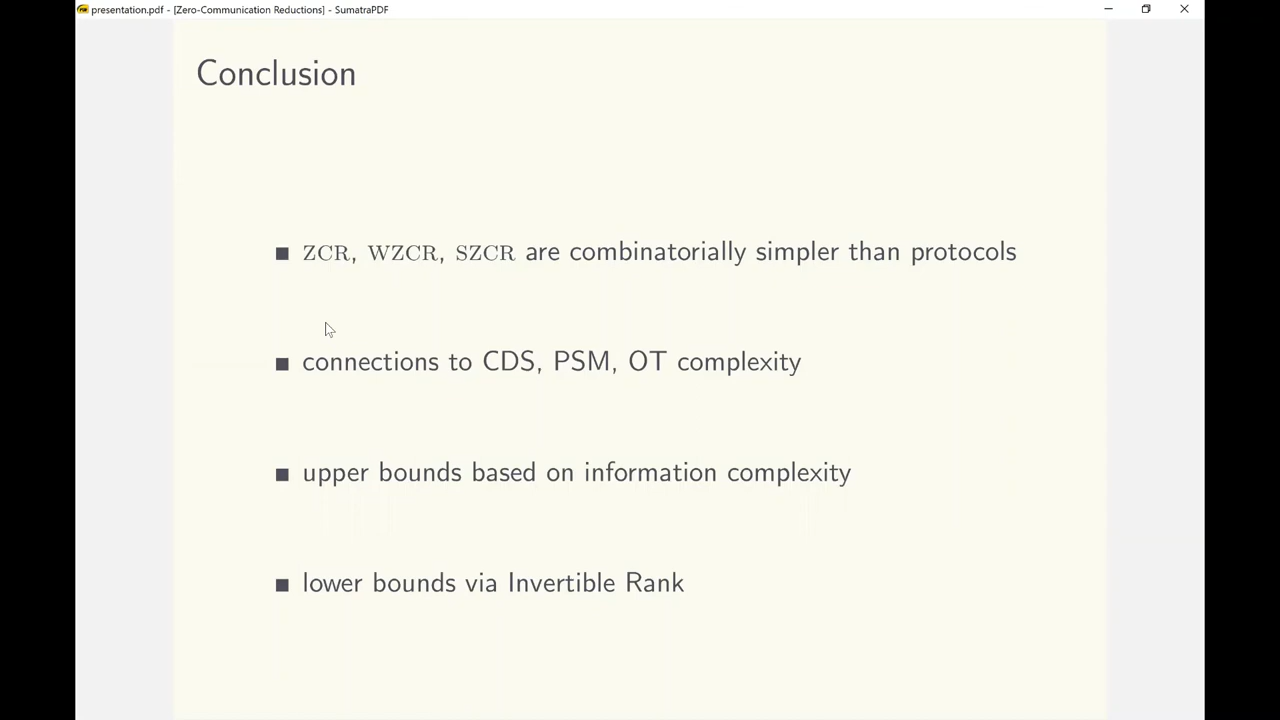 presentation.pdf - [Zero-Communication Reductions] - SumatraPDF
Conclusion
■ ZCR, WZCR, SZCR are combinatorially simpler than protocols
■ connections to CDS, PSM, OT complexity
■ upper bounds based on information complexity
■ lower bounds via Invertible Rank